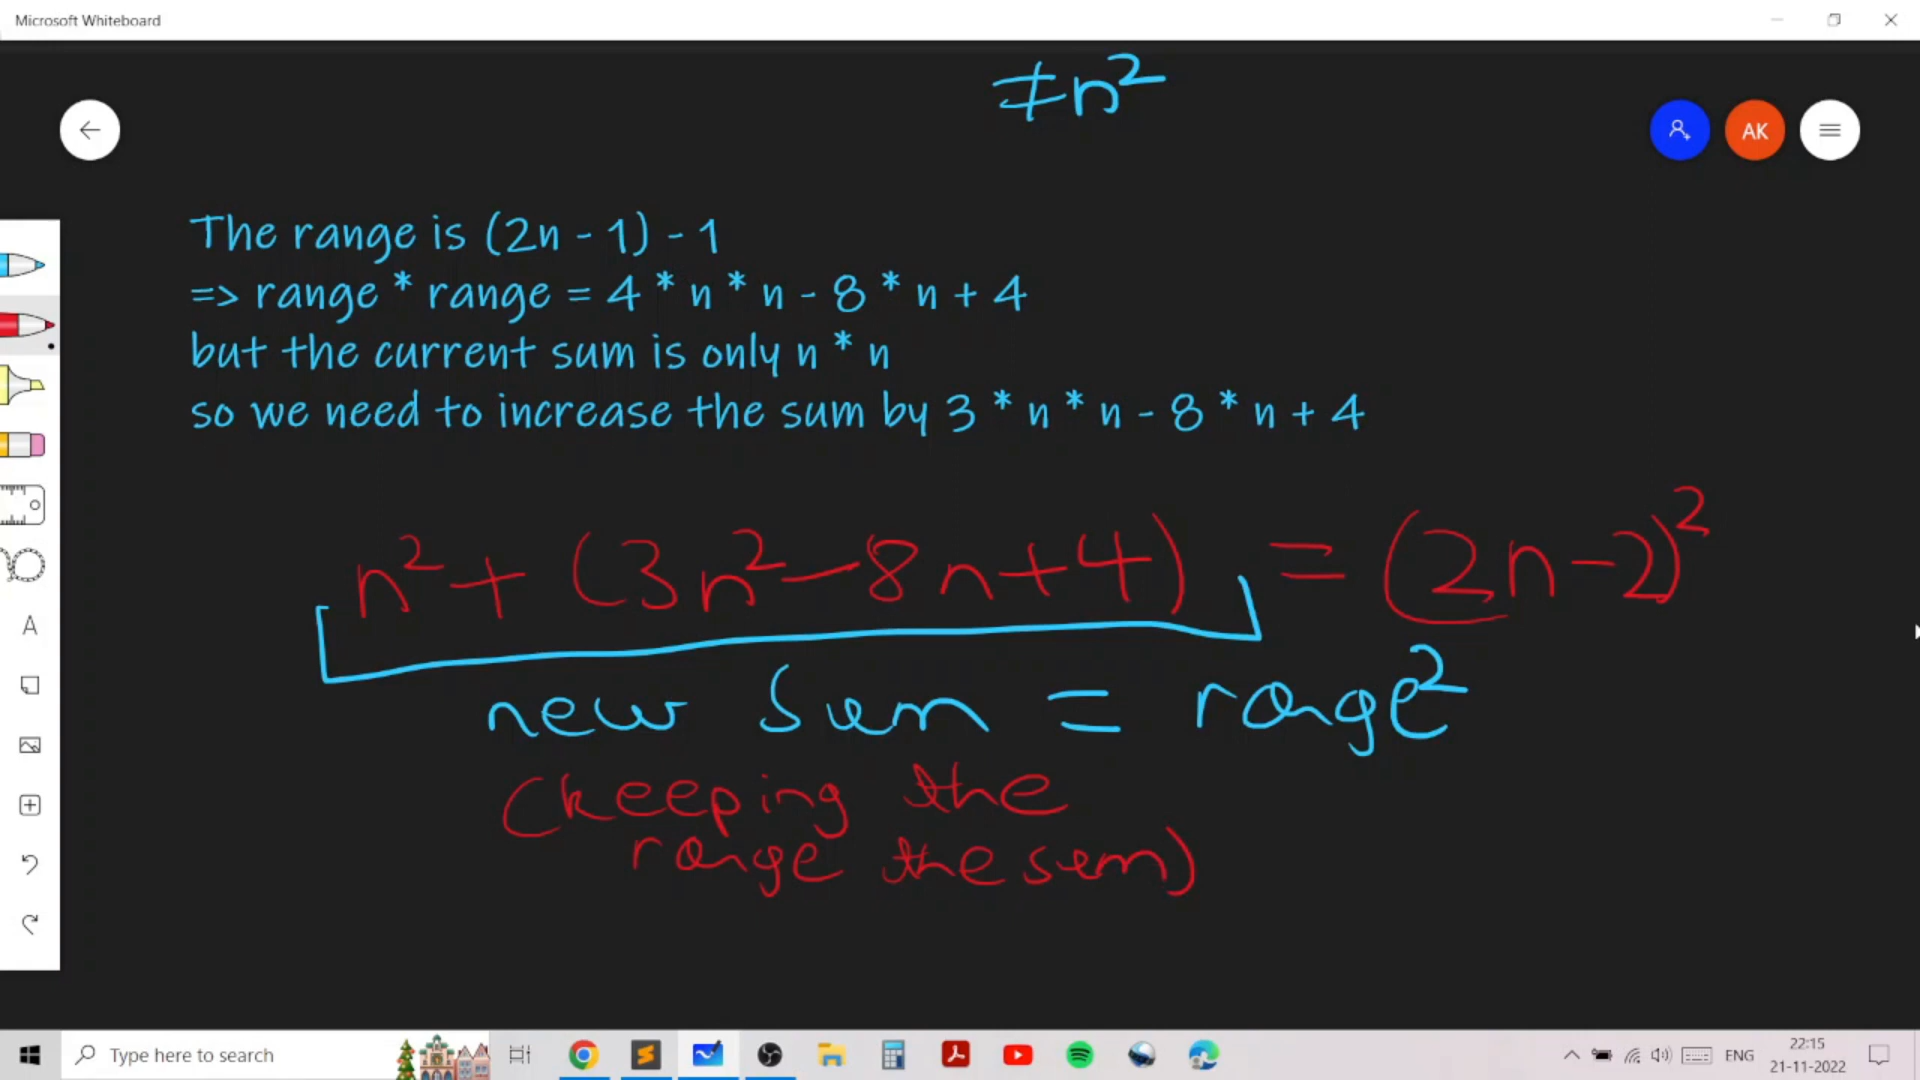 Microsoft Whiteboard
≠n²
AK
The range is (2n - 1) - 1
=> range * range = 4 * n * n - 8 * n + 4
but the current sum is only n * n
so we need to increase the sum by 3 * n * n - 8 * n + 4
n² + (3n² - 8n + 4) = (2n - 2)²
new Sum = range²
(keeping the
range the sum)
A
Type here to search
ENG
22:15
21-11-2022